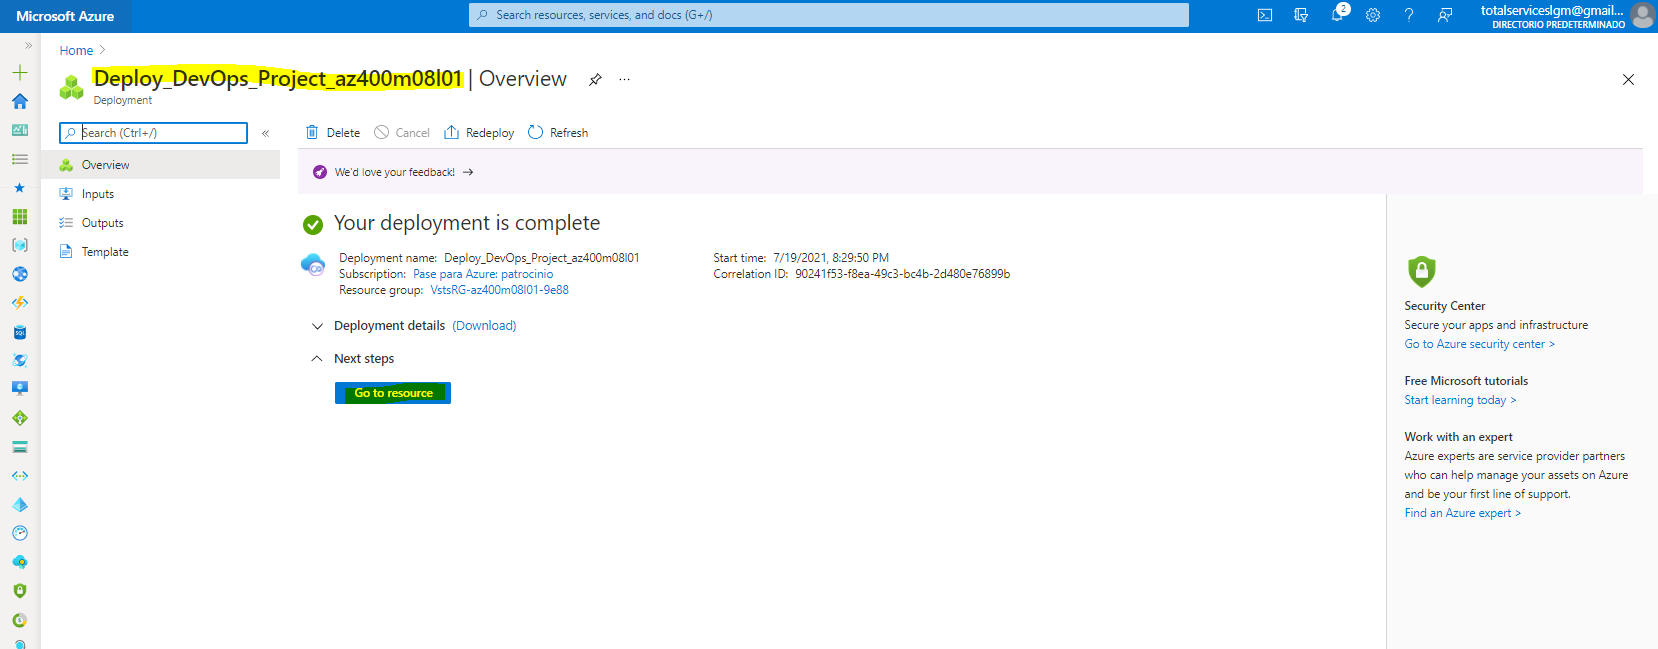 Microsoft Azure
Search resources, services, and docs (G+/)
2
totalserviceslgm@gmail...
DIRECTORIO PREDETERMINADO
Home
Deploy_DevOps_Project_az400m08l01 | Overview
Deployment
Search (Ctrl+/)
Overview
Inputs
Outputs
Template
Delete
Cancel
Redeploy
Refresh
We'd love your feedback! →
Your deployment is complete
Deployment name: Deploy_DevOps_Project_az400m08l01
Subscription: Pase para Azure: patrocinio
Resource group: VstsRG-az400m08l01-9e88
Start time: 7/19/2021, 8:29:50 PM
Correlation ID: 90241f53-f8ea-49c3-bc4b-2d480e76899b
Deployment details (Download)
Next steps
Go to resource
Security Center
Secure your apps and infrastructure
Go to Azure security center >
Free Microsoft tutorials
Start learning today >
Work with an expert
Azure experts are service provider partners
who can help manage your assets on Azure
and be your first line of support.
Find an Azure expert >